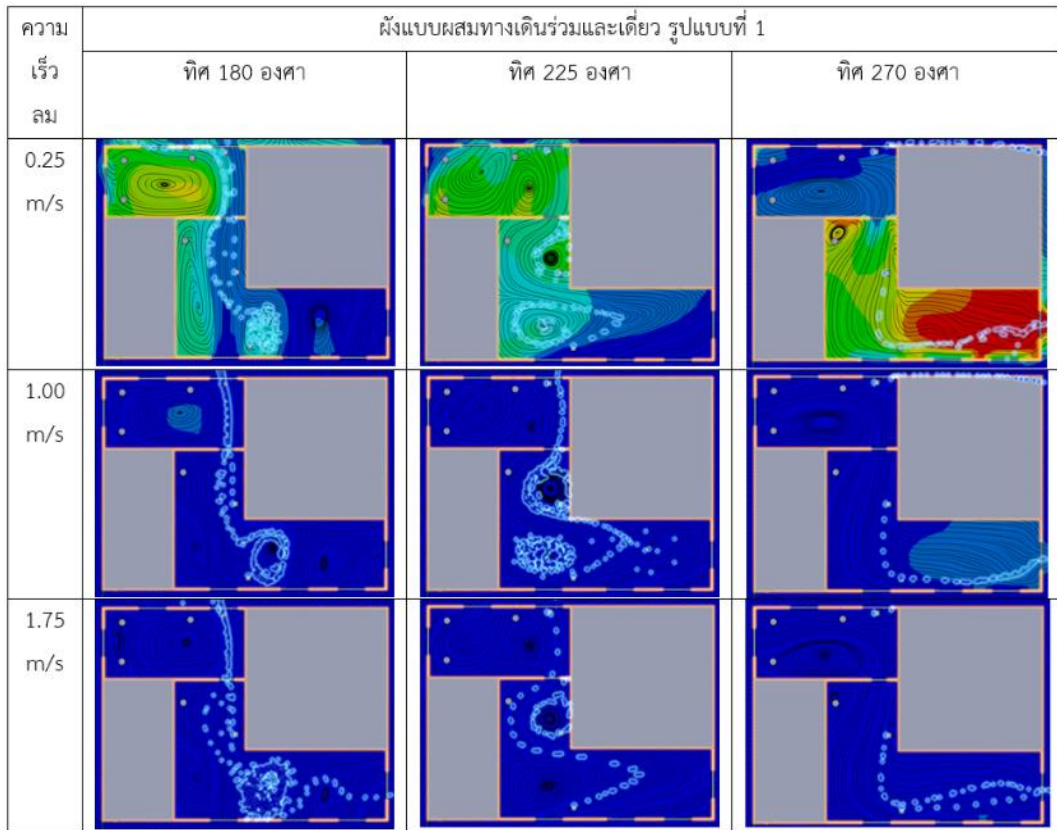 ความ
เร็ว
ลม
ผังแบบผสมทางเดินร่วมและเดี่ยว รูปแบบที่ 1
ทิศ 180 องศา
ทิศ 225 องศา
ทิศ 270 องศา
0.25
m/s
1.00
m/s
1.75
m/s